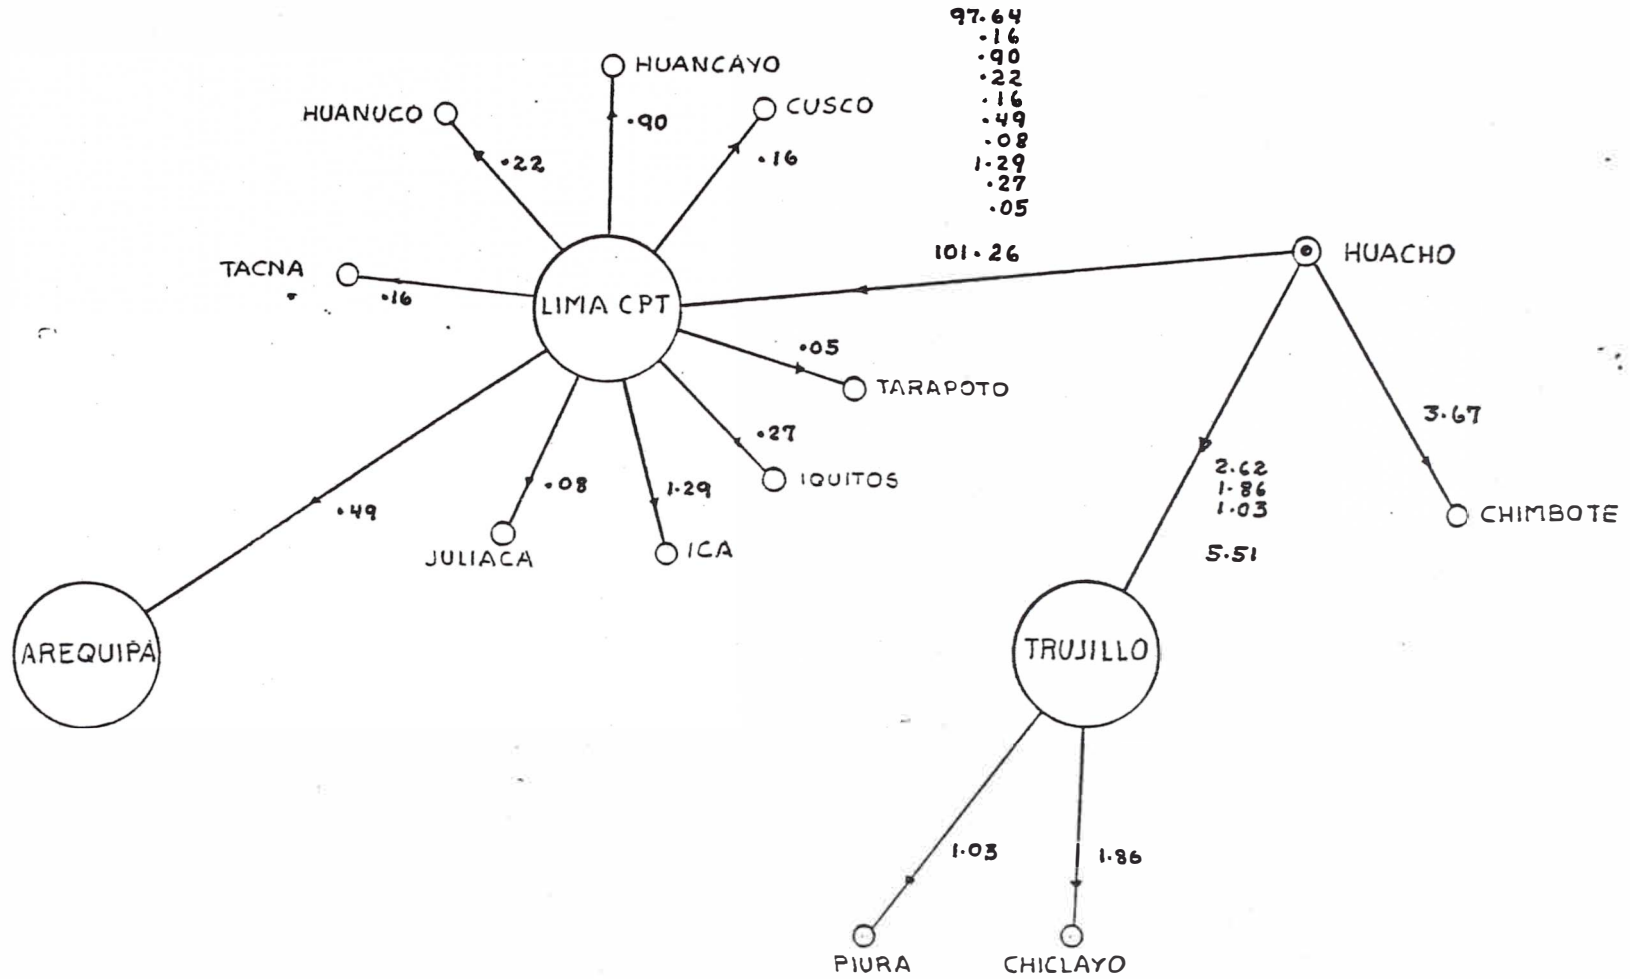 97.64
.16
.90
.22
.16
.49
.08
1.29
.27
.05
101.26
HUANCAYO
.90
HUANUCO
.22
CUSCO
.16
TACNA
.16
LIMA CPT
HUACHO
.05
TARAPOTO
.27
IQUITOS
1.29
ICA
.08
JULIACA
.49
AREQUIPA
3.67
CHIMBOTE
2.62
1.86
1.03
5.51
TRUJILLO
1.03
1.86
PIURA
CHICLAYO